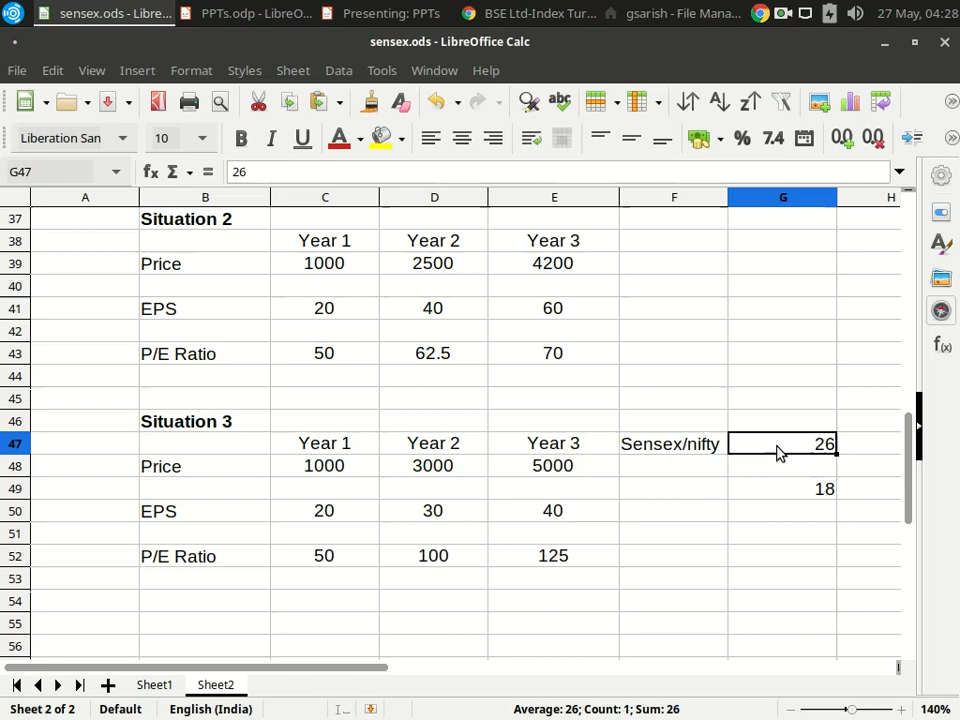 sensex.ods - Libre...
PPTs.odp - LibreO...
Presenting: PPTS
BSE Ltd-Index Tur...
gsarish - File Mana...
27 May, 04:28
sensex.ods - LibreOffice Calc
File Edit View Insert Format Styles Sheet Data Tools Window Help
Liberation San 10
G47 26
A B C D E F G H
37 Situation 2
38 Year 1 Year 2 Year 3
39 Price 1000 2500 4200
40
41 EPS 20 40 60
42
43 P/E Ratio 50 62.5 70
44
45
46 Situation 3
47 Year 1 Year 2 Year 3 Sensex/nifty 26
48 Price 1000 3000 5000
49 18
50 EPS 20 30 40
51
52 P/E Ratio 50 100 125
53
54
55
56
Sheet1 Sheet2
Sheet 2 of 2 Default English (India) Average: 26; Count: 1; Sum: 26 140%